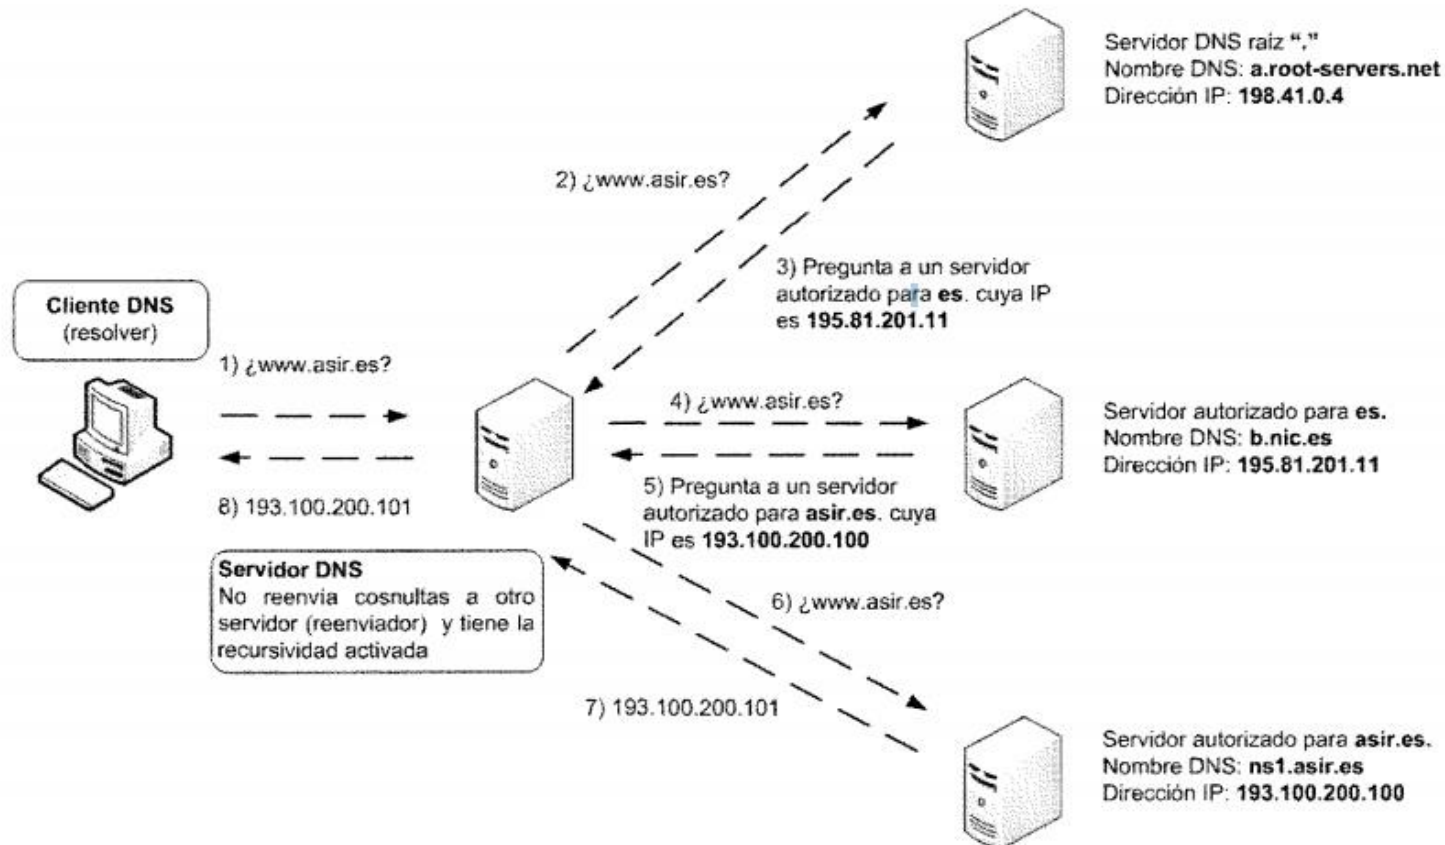 Servidor DNS raiz "."
Nombre DNS: a.root-servers.net
Dirección IP: 198.41.0.4
2) ¿www.asir.es?
3) Pregunta a un servidor
autorizado para es. cuya IP
es 195.81.201.11
Cliente DNS
(resolver)
1) ¿www.asir.es?
4) ¿www.asir.es?
Servidor autorizado para es.
Nombre DNS: b.nic.es
Dirección IP: 195.81.201.11
8) 193.100.200.101
5) Pregunta a un servidor
autorizado para asir.es. cuya
IP es 193.100.200.100
Servidor DNS
No reenvia cosnultas a otro
servidor (reenviador) y tiene la
recursividad activada
6) ¿www.asir.es?
7) 193.100.200.101
Servidor autorizado para asir.es.
Nombre DNS: ns1.asir.es
Dirección IP: 193.100.200.100